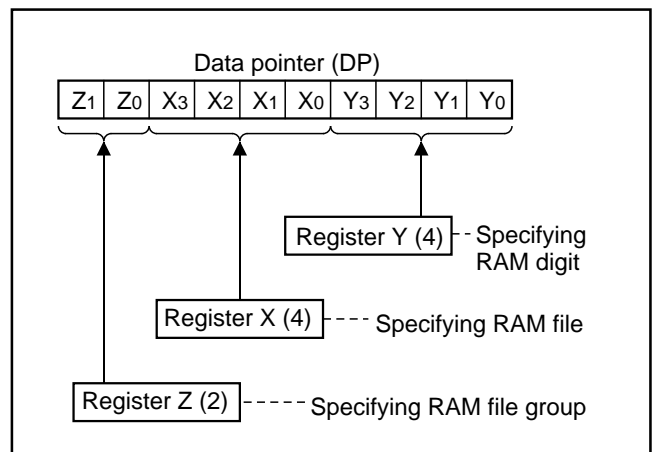 Data pointer (DP)
Z1 Z0 X3 X2 X1 X0 Y3 Y2 Y1 Y0
Register Y (4) Specifying
RAM digit
Register X (4) Specifying RAM file
Register Z (2) Specifying RAM file group